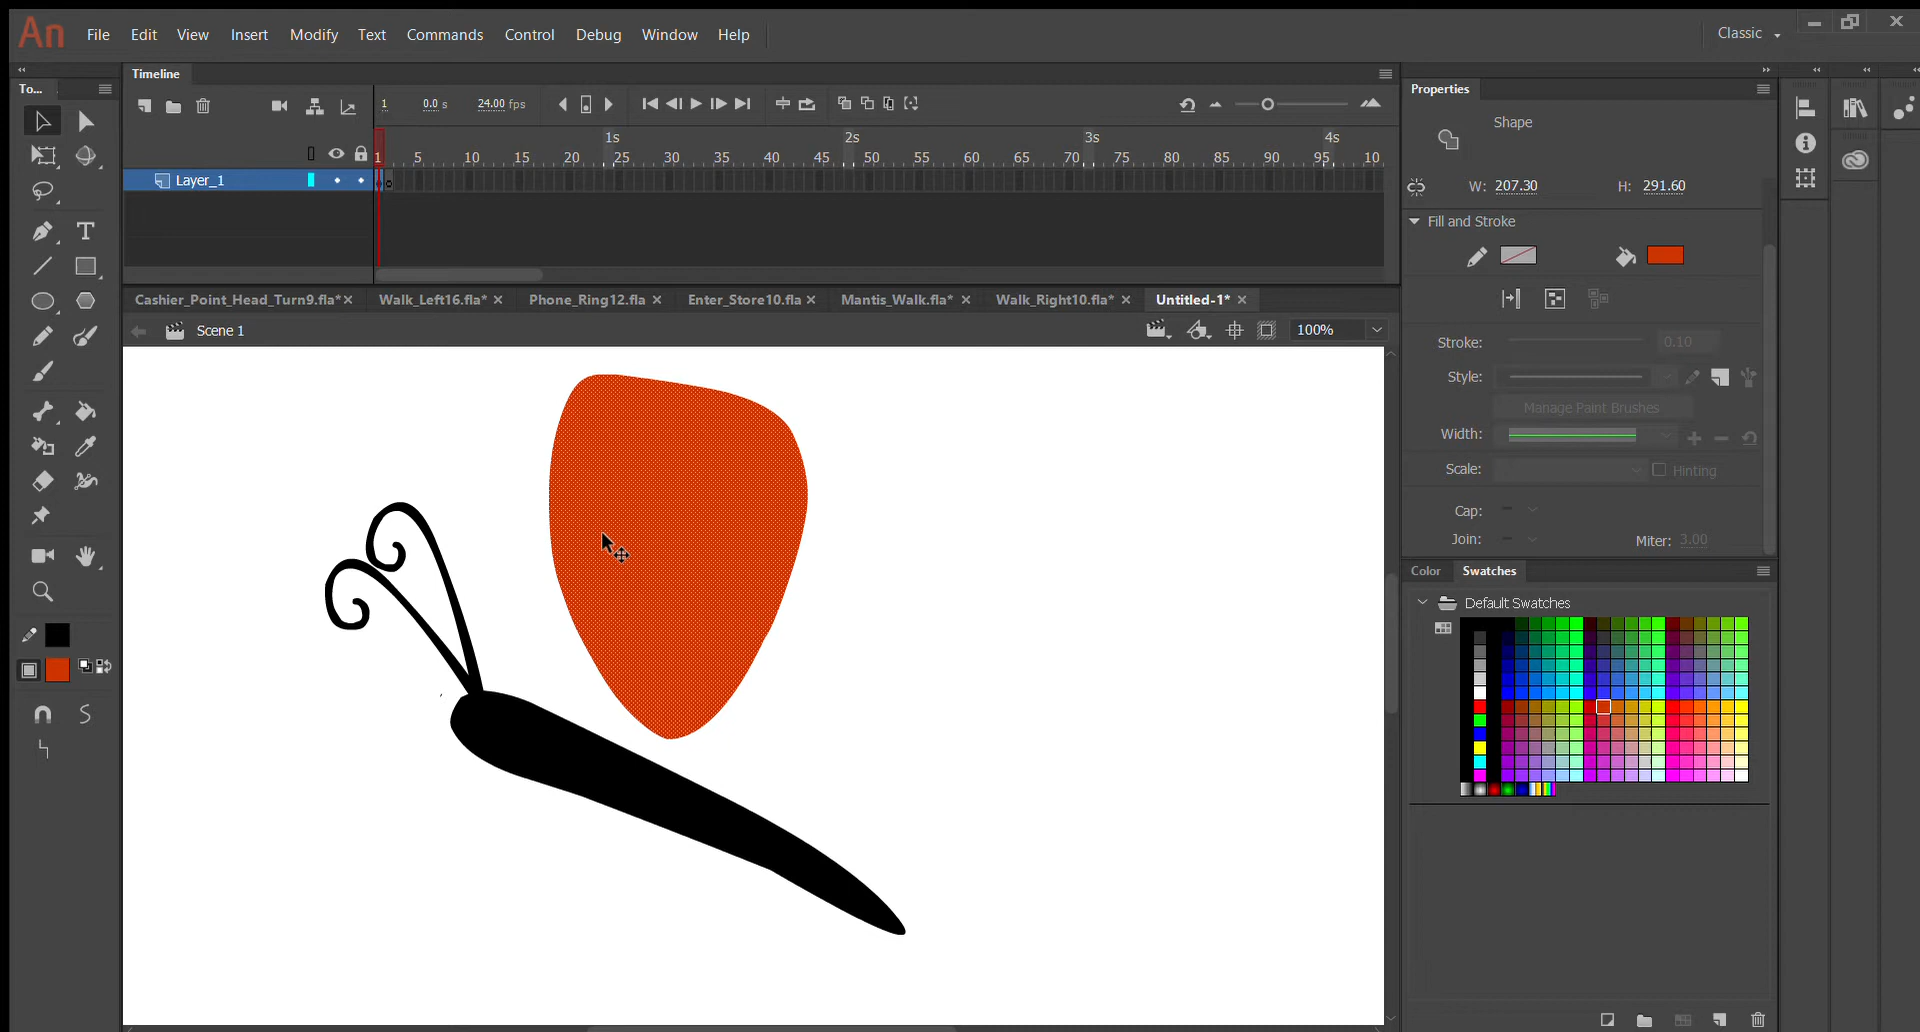 An File Edit View Insert Modify Text Commands Control Debug Window Help Classic
To... Timeline Properties
1 0.0 s 24.00 fps
Shape
1s 2s 3s 4s
1 5 10 15 20 25 30 35 40 45 50 55 60 65 70 75 80 85 90 95 10
Layer_1
W: 207.30 H: 291.60
Fill and Stroke
Cashier_Point_Head_Turn9.fla* Walk_Left16.fla* Phone_Ring12.fla Enter_Store10.fla Mantis_Walk.fla* Walk_Right10.fla* Untitled-1*
Scene 1 100%
Stroke: 0.10
Style:
Manage Paint Brushes
Width:
Scale: Hinting
Cap:
Join: Miter: 3.00
Color Swatches
Default Swatches